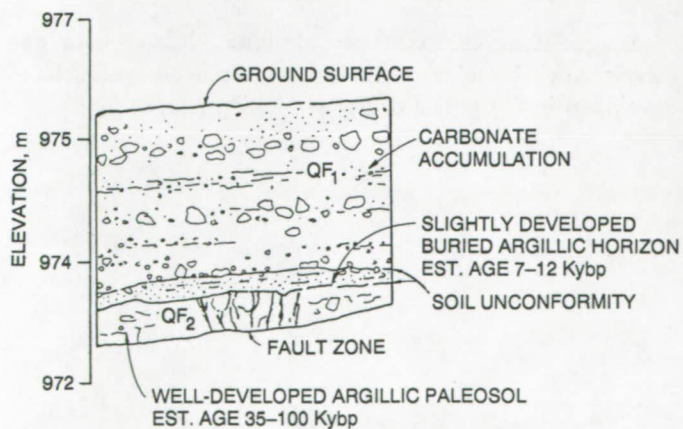 977
GROUND SURFACE
975
CARBONATE
ACCUMULATION
QF1
ELEVATION, m
SLIGHTLY DEVELOPED
BURIED ARGILLIC HORIZON
EST. AGE 7–12 Kybp
974
SOIL UNCONFORMITY
QF2
FAULT ZONE
972
WELL-DEVELOPED ARGILLIC PALEOSOL
EST. AGE 35–100 Kybp